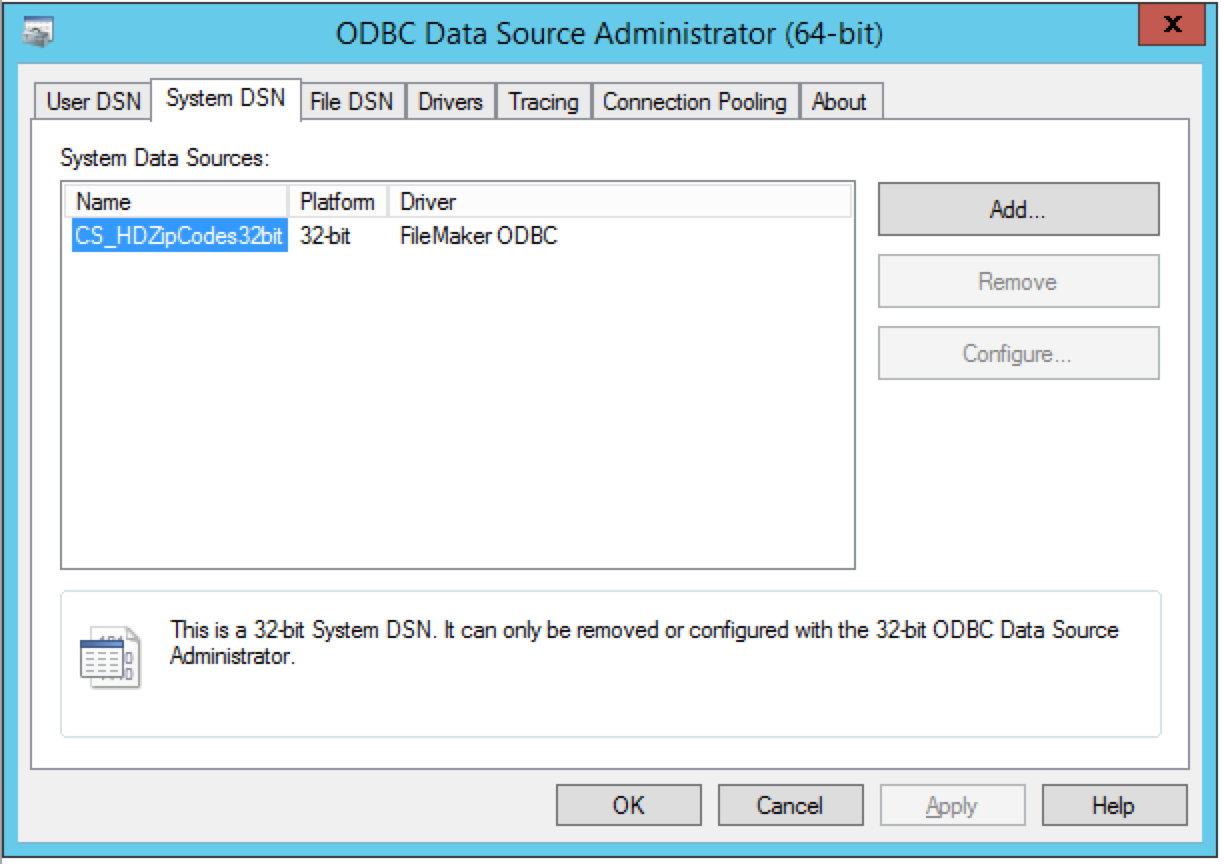 ODBC Data Source Administrator (64-bit)
x
User DSN System DSN File DSN Drivers Tracing Connection Pooling About
System Data Sources:
Name Platform Driver
CS_HDZipCodes32bit 32-bit FileMaker ODBC
Add...
Remove
Configure...
This is a 32-bit System DSN. It can only be removed or configured with the 32-bit ODBC Data Source
Administrator.
OK Cancel Apply Help